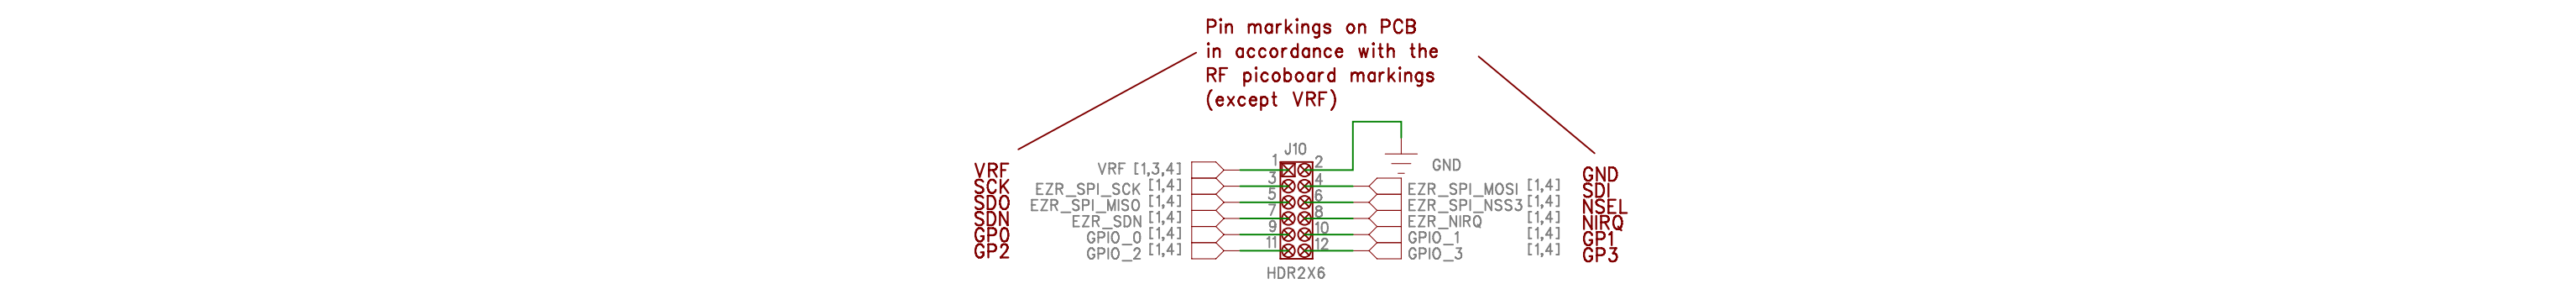 Pin markings on PCB
in accordance with the
RF picoboard markings
(except VRF)
J10
VRF VRF [1,3,4] 1 2 GND GND
SCK EZR_SPI_SCK [1,4] 3 4 EZR_SPI_MOSI [1,4] SDI
SDO EZR_SPI_MISO [1,4] 5 6 EZR_SPI_NSS3 [1,4] NSEL
SDN EZR_SDN [1,4] 7 8 EZR_NIRQ [1,4] NIRQ
GP0 GPIO_0 [1,4] 9 10 GPIO_1 [1,4] GP1
GP2 GPIO_2 [1,4] 11 12 GPIO_3 [1,4] GP3
HDR2X6